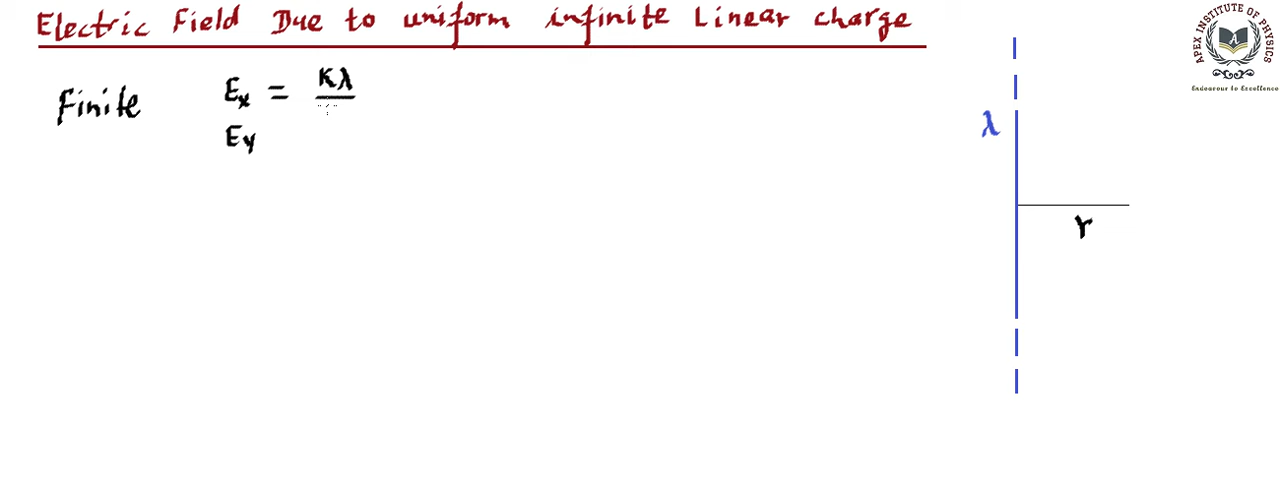 Electric Field Due to uniform infinite Linear charge
Finite Ex = Kλ
Ey
λ
r
APEX INSTITUTE OF PHYSICS
A
Endeavour to Excellence